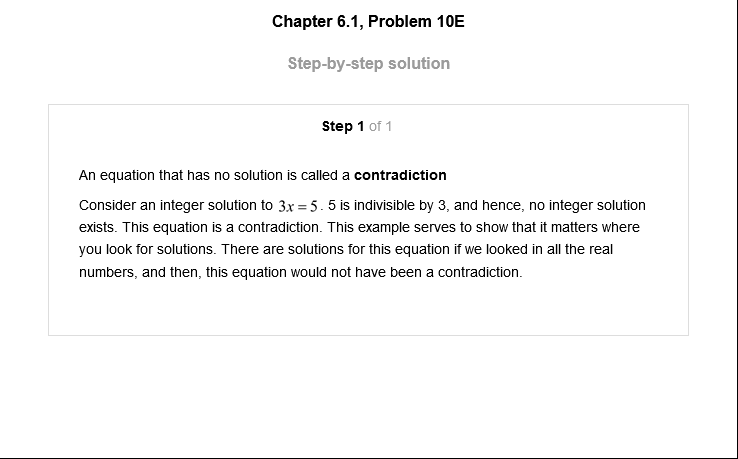 Chapter 6.1, Problem 10E
Step-by-step solution
Step 1 of 1
An equation that has no solution is called a contradiction
Consider an integer solution to 3x = 5. 5 is indivisible by 3, and hence, no integer solution
exists. This equation is a contradiction. This example serves to show that it matters where
you look for solutions. There are solutions for this equation if we looked in all the real
numbers, and then, this equation would not have been a contradiction.